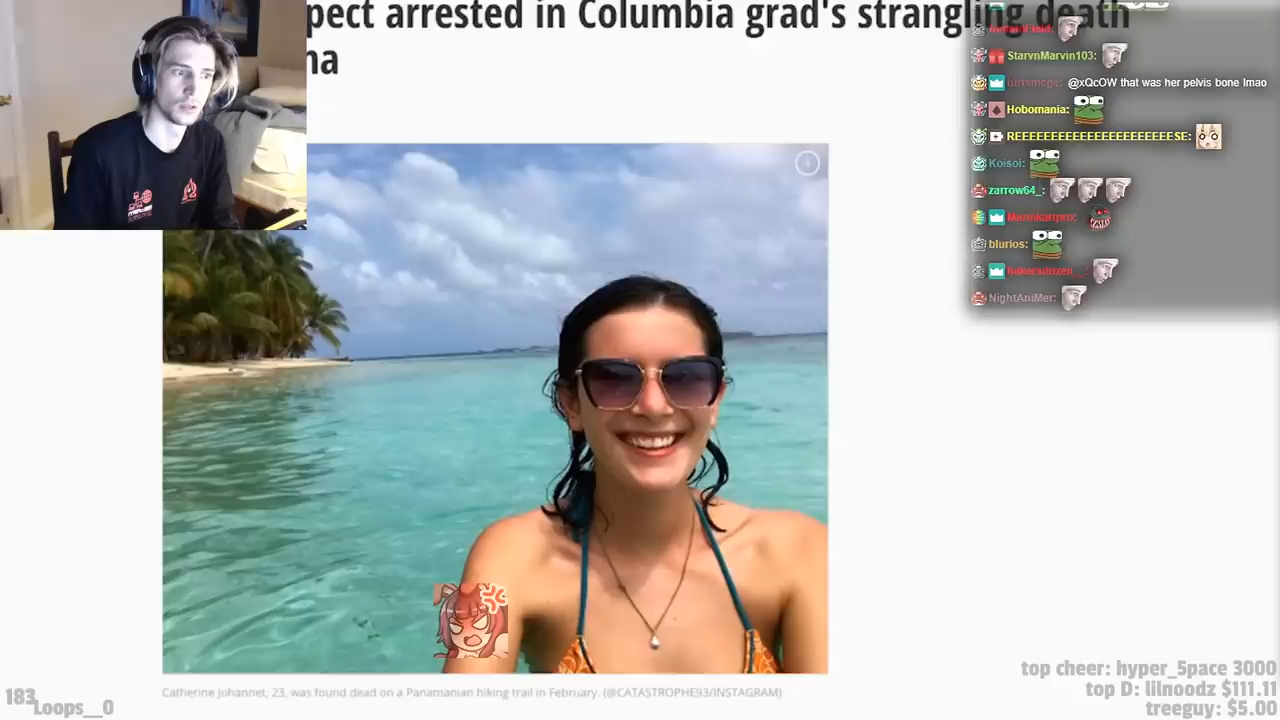 pect arrested in Columbia grad's strangling death
na
StarvnMarvin103:
@xQcOW that was her pelvis bone lmao
Hobomania:
REEEEEEEEEEEEEEEEEEEEEESE:
Koisoi:
zarrow64_:
blurios:
NightAniMer:
Catherine Johannet, 23, was found dead on a Panamanian hiking trail in February. (@CATASTROPHE93/INSTAGRAM)
top cheer: hyper_5pace 3000
top D: lilnoodz $111.11
treeguy: $5.00
183
Loops__0